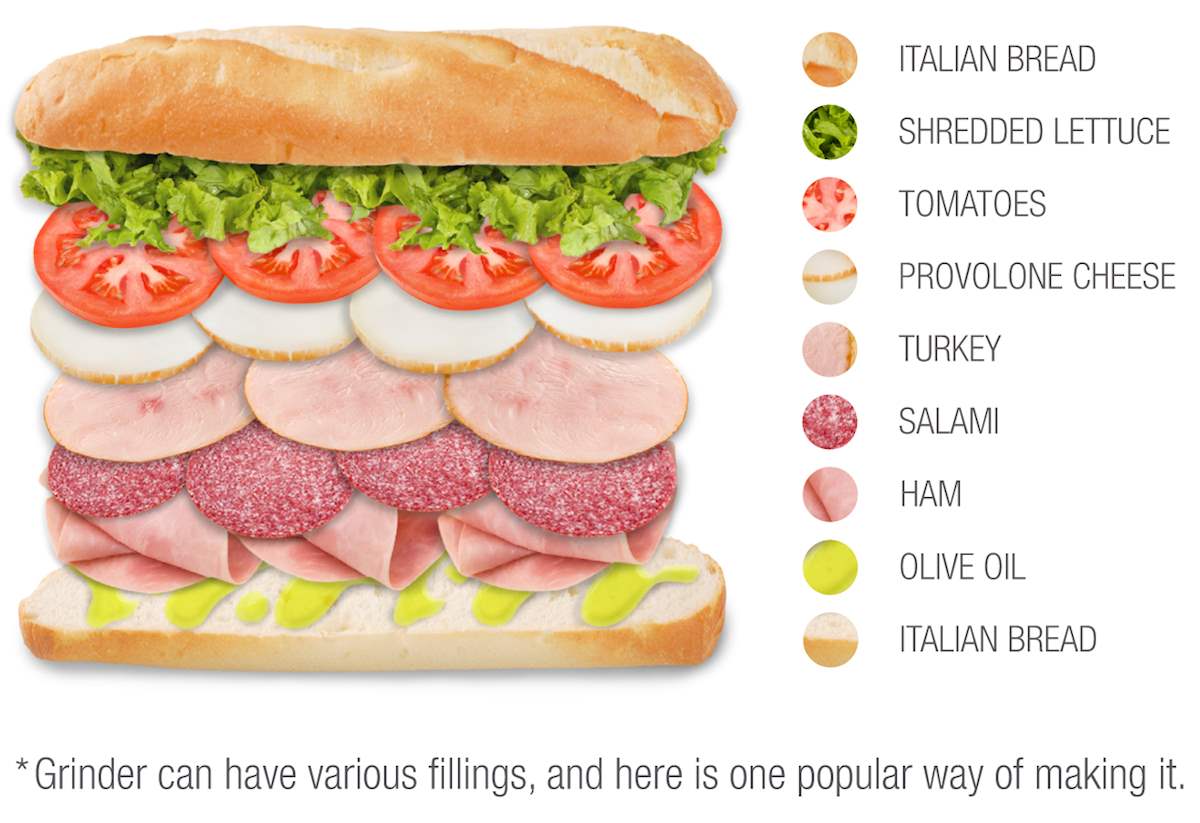 ITALIAN BREAD
SHREDDED LETTUCE
TOMATOES
PROVOLONE CHEESE
TURKEY
SALAMI
HAM
OLIVE OIL
ITALIAN BREAD
*Grinder can have various fillings, and here is one popular way of making it.